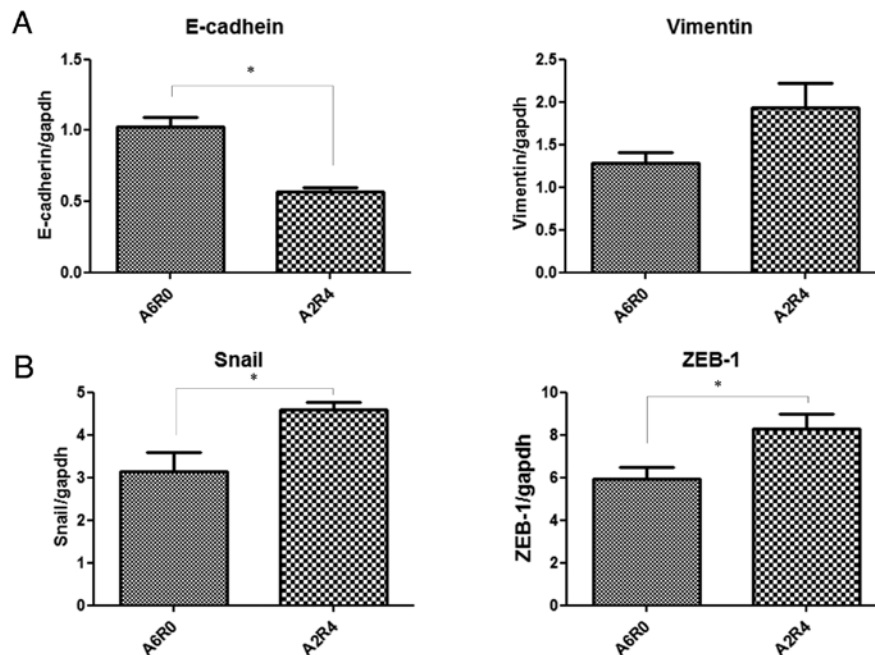 A
E-cadhein
E-cadherin/gapdh
1.5
1.0
0.5
0.0
*
A6R0
A2R4
Vimentin
Vimentin/gapdh
2.5
2.0
1.5
1.0
0.5
0.0
A6R0
A2R4
B
Snail
Snail/gapdh
5
4
3
2
1
0
*
A6R0
A2R4
ZEB-1
ZEB-1/gapdh
10
8
6
4
2
0
*
A6R0
A2R4